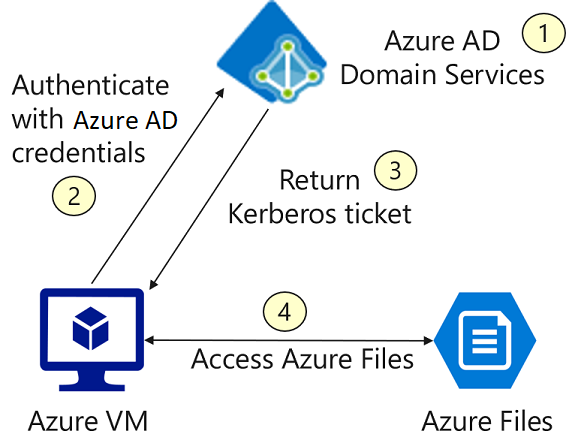 Azure AD
Domain Services
1
Authenticate
with Azure AD
credentials
2
3
Return
Kerberos ticket
4
Access Azure Files
Azure VM
Azure Files